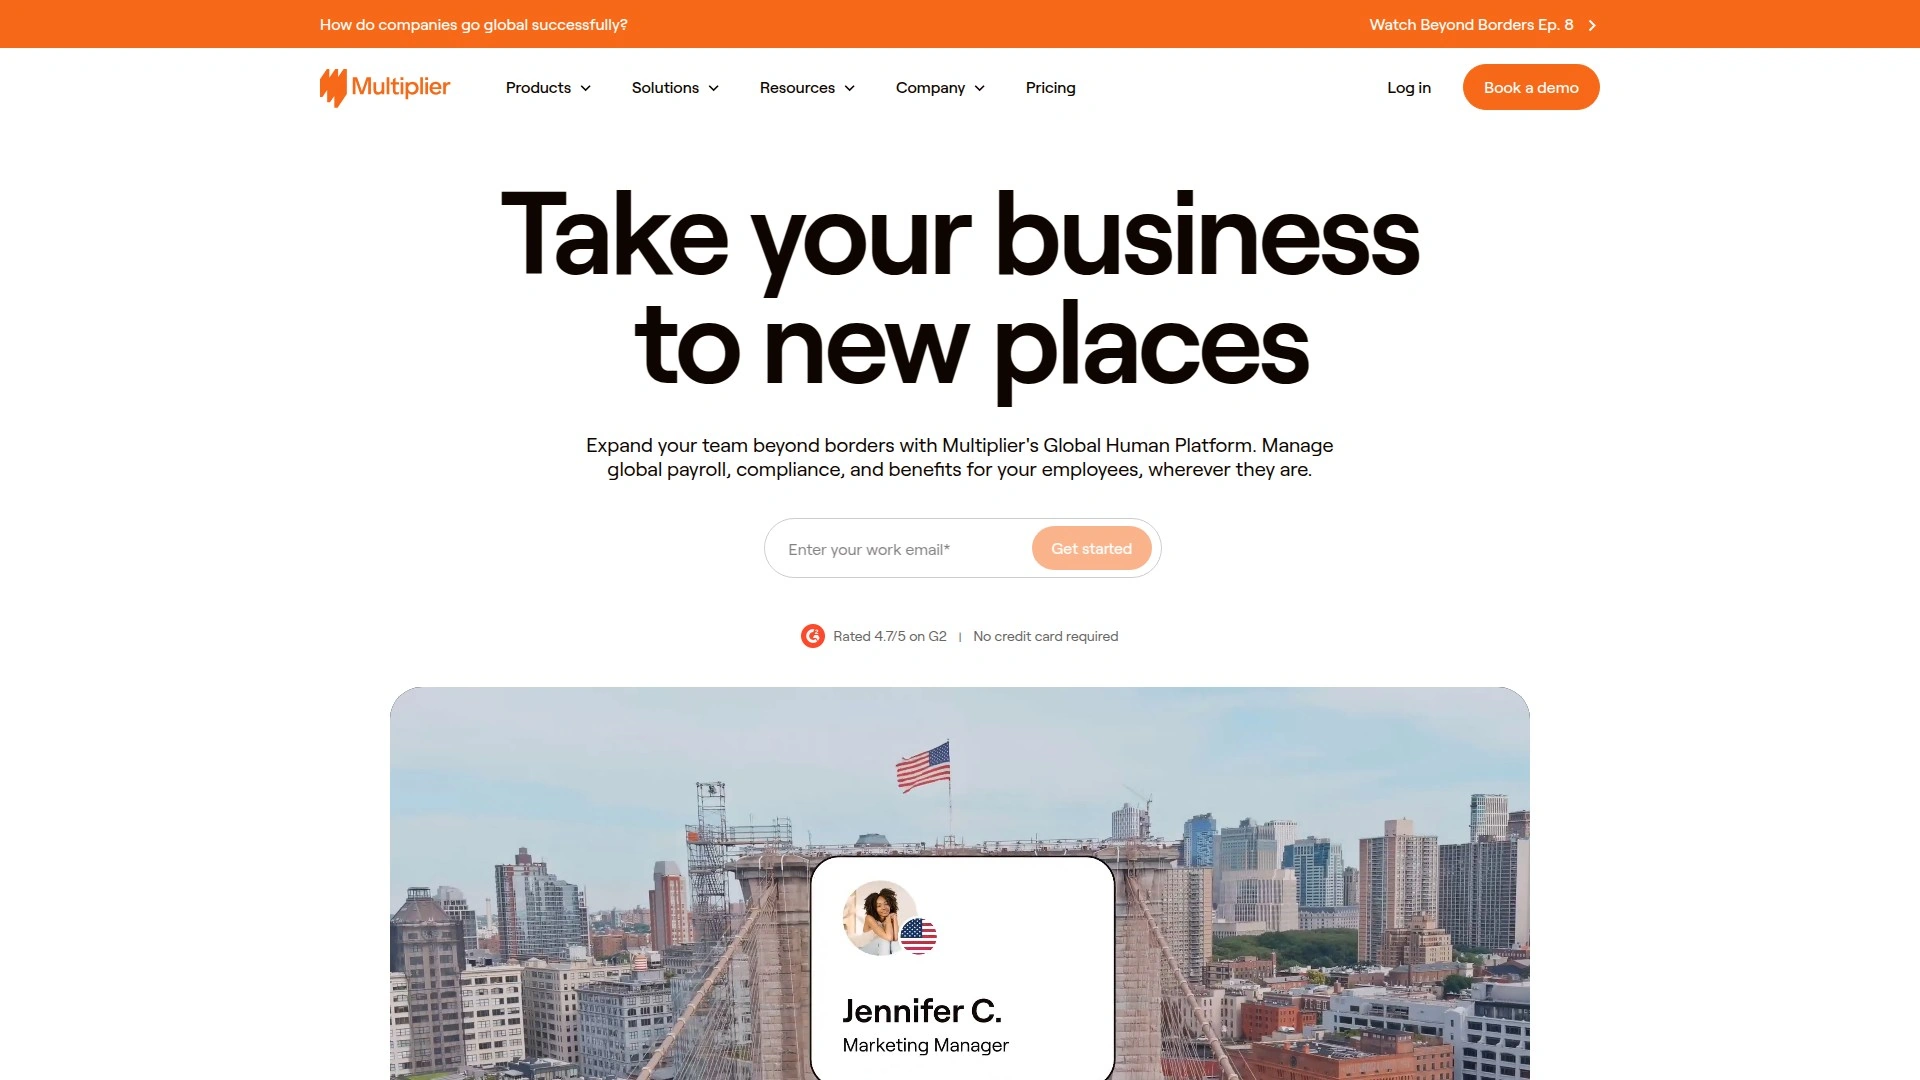 How do companies go global successfully?
Watch Beyond Borders Ep. 8
Multiplier
Products
Solutions
Resources
Company
Pricing
Log in
Book a demo
Take your business
to new places
Expand your team beyond borders with Multiplier's Global Human Platform. Manage
global payroll, compliance, and benefits for your employees, wherever they are.
Enter your work email*
Get started
Rated 4.7/5 on G2 | No credit card required
Jennifer C.
Marketing Manager